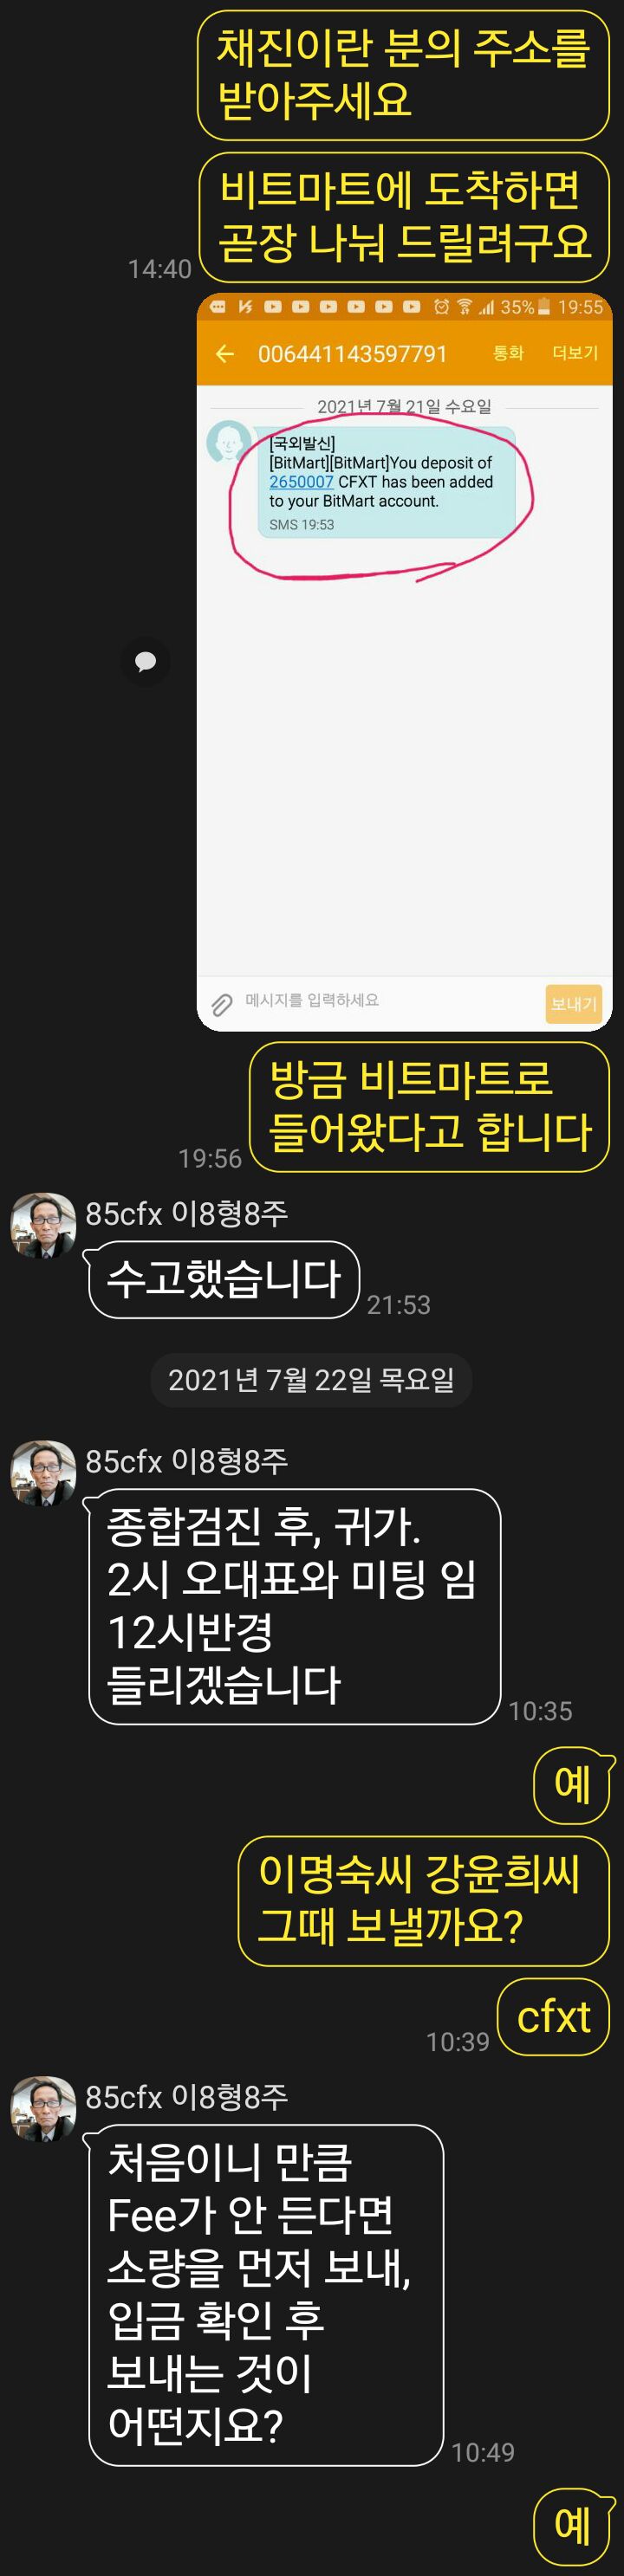 채진이란 분의 주소를
받아주세요
비트마트에 도착하면
곧장 나눠 드릴려구요
14:40
35% 19:55
006441143597791 통화 더보기
2021년 7월 21일 수요일
[국외발신]
[BitMart][BitMart]You deposit of
2650007 CFXT has been added
to your BitMart account.
SMS 19:53
메시지를 입력하세요
보내기
방금 비트마트로
들어왔다고 합니다
19:56
85cfx 이8형8주
수고했습니다
21:53
2021년 7월 22일 목요일
85cfx 이8형8주
종합검진 후, 귀가.
2시 오대표와 미팅 임
12시반경
들리겠습니다
10:35
예
이명숙씨 강윤희씨
그때 보낼까요?
cfxt
10:39
85cfx 이8형8주
처음이니 만큼
Fee가 안 든다면
소량을 먼저 보내,
입금 확인 후
보내는 것이
어떤지요?
10:49
예